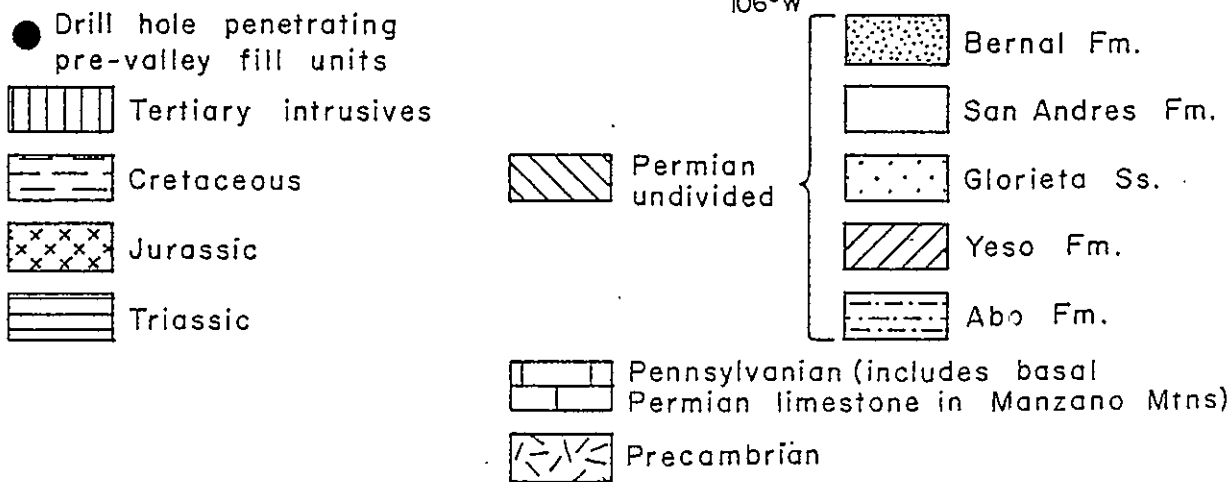 106°W
Drill hole penetrating
pre-valley fill units
Tertiary intrusives
Cretaceous
Jurassic
Triassic
Permian
undivided
Bernal Fm.
San Andres Fm.
Glorieta Ss.
Yeso Fm.
Abo Fm.
Pennsylvanian (includes basal
Permian limestone in Manzano Mtns)
Precambrian